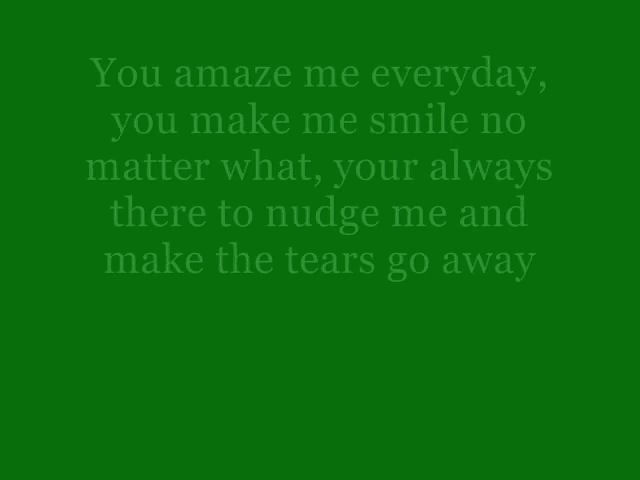 You amaze me everyday,
you make me smile no
matter what, your always
there to nudge me and
make the tears go away